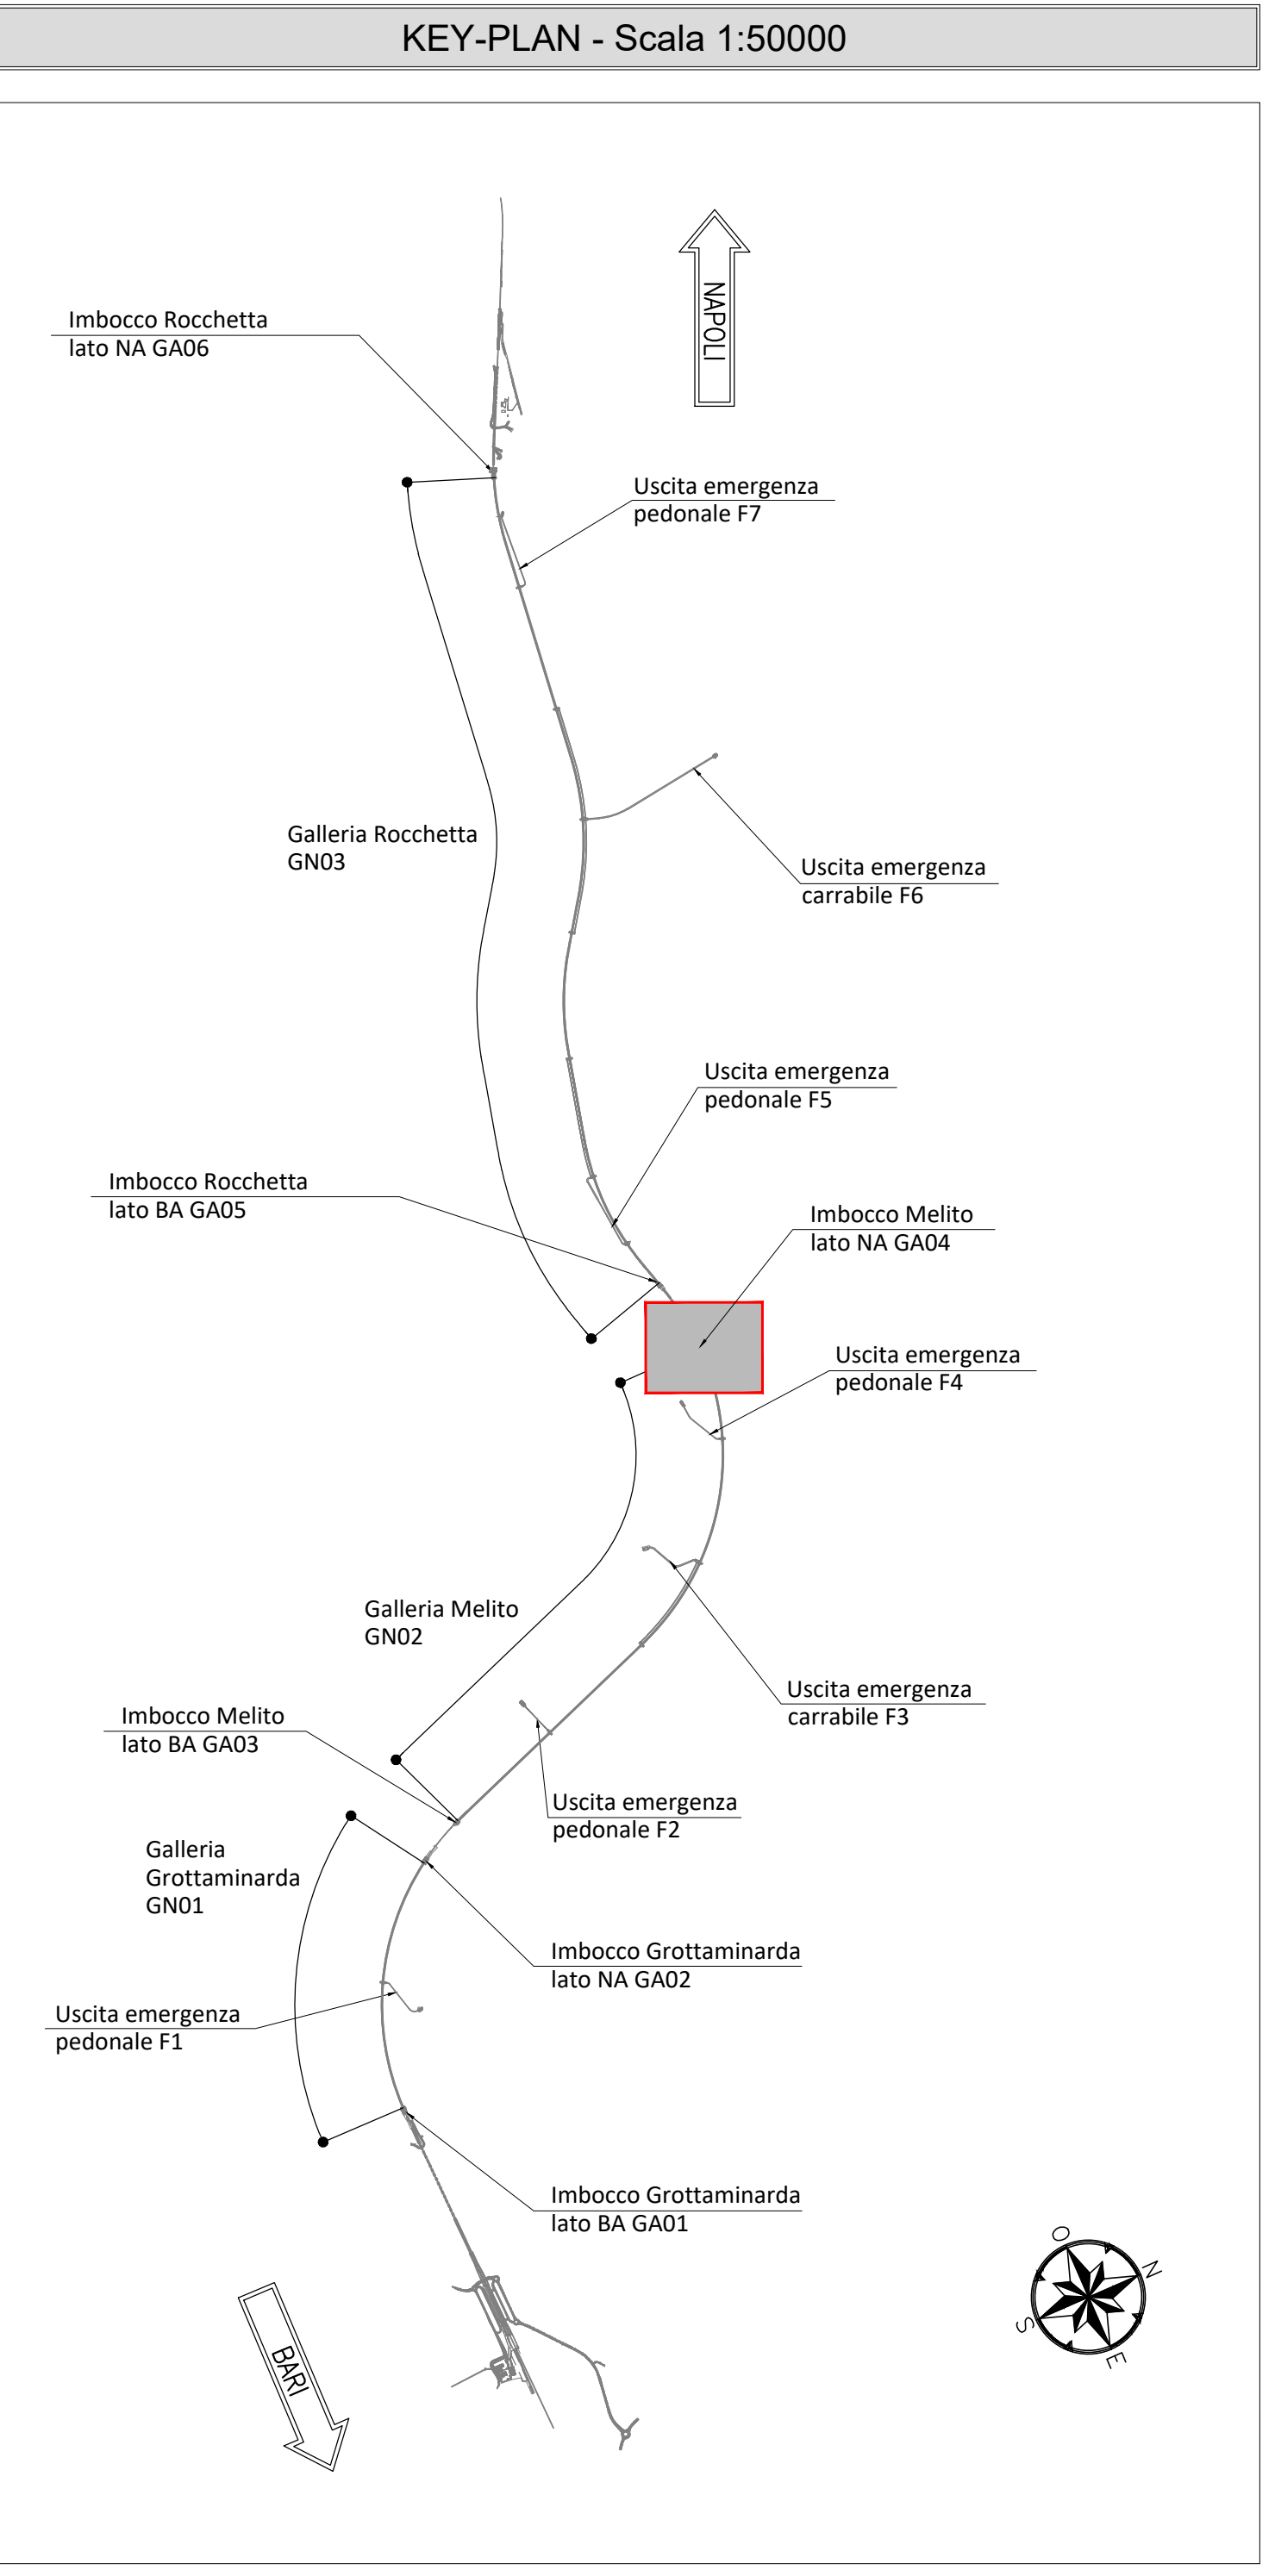 KEY-PLAN - Scala 1:50000
NAPOLI
Imbocco Rocchetta
lato NA GA06
Uscita emergenza
pedonale F7
Galleria Rocchetta
GN03
Uscita emergenza
carrabile F6
Uscita emergenza
pedonale F5
Imbocco Rocchetta
lato BA GA05
Imbocco Melito
lato NA GA04
Uscita emergenza
pedonale F4
Galleria Melito
GN02
Uscita emergenza
carrabile F3
Imbocco Melito
lato BA GA03
Uscita emergenza
pedonale F2
Galleria
Grottaminarda
GN01
Imbocco Grottaminarda
lato NA GA02
Uscita emergenza
pedonale F1
Imbocco Grottaminarda
lato BA GA01
BARI
O
N
S
E